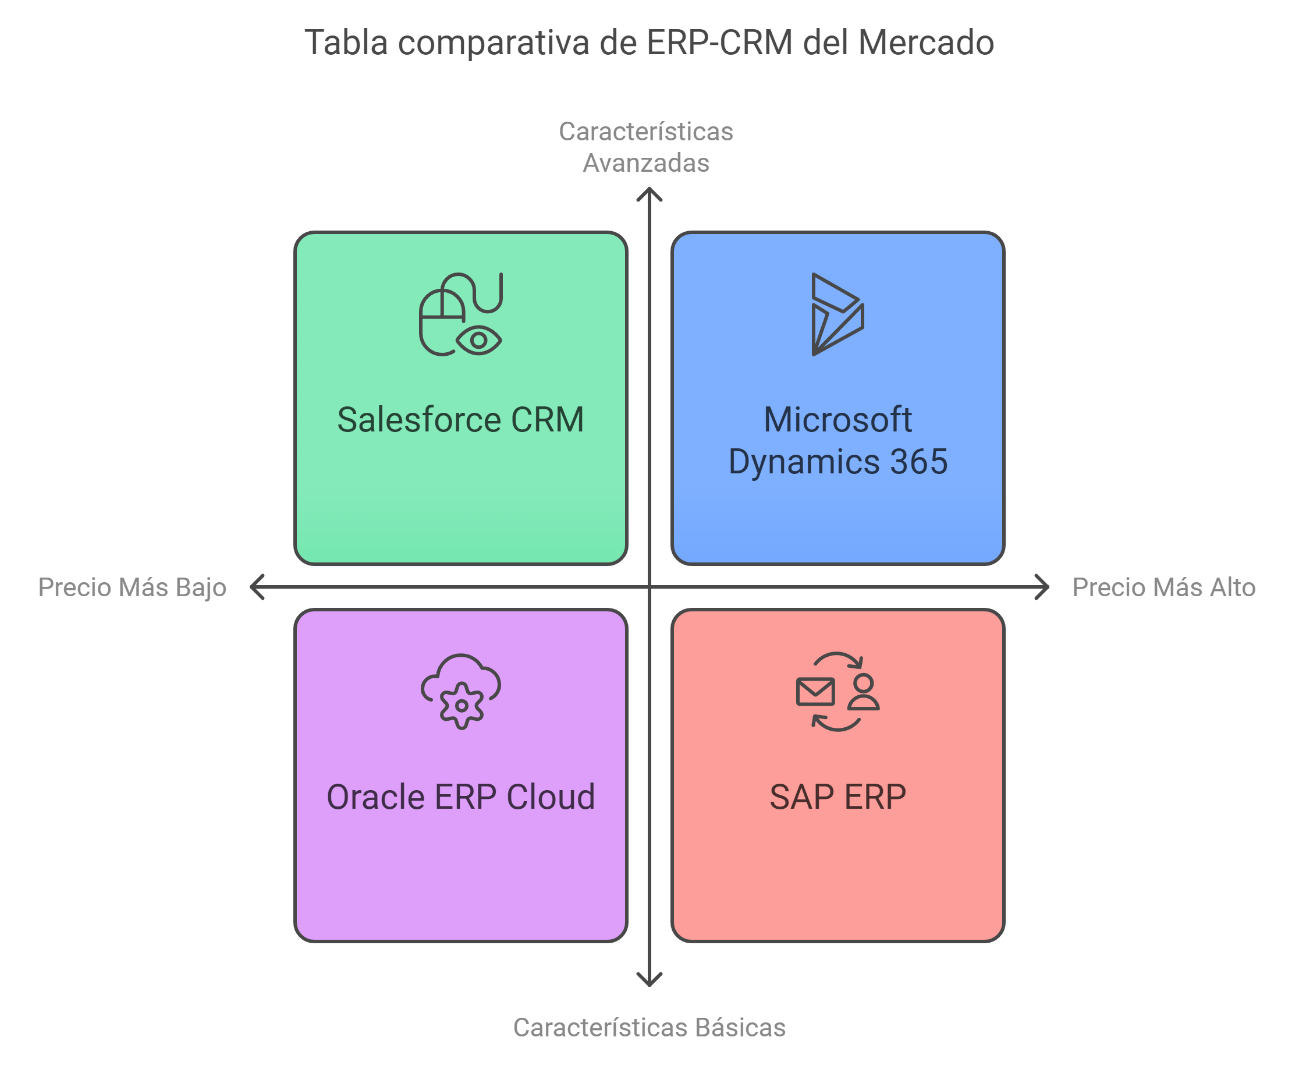 Tabla comparativa de ERP-CRM del Mercado
Características
Avanzadas
Salesforce CRM
Microsoft
Dynamics 365
Precio Más Bajo
Precio Más Alto
Oracle ERP Cloud
SAP ERP
Características Básicas